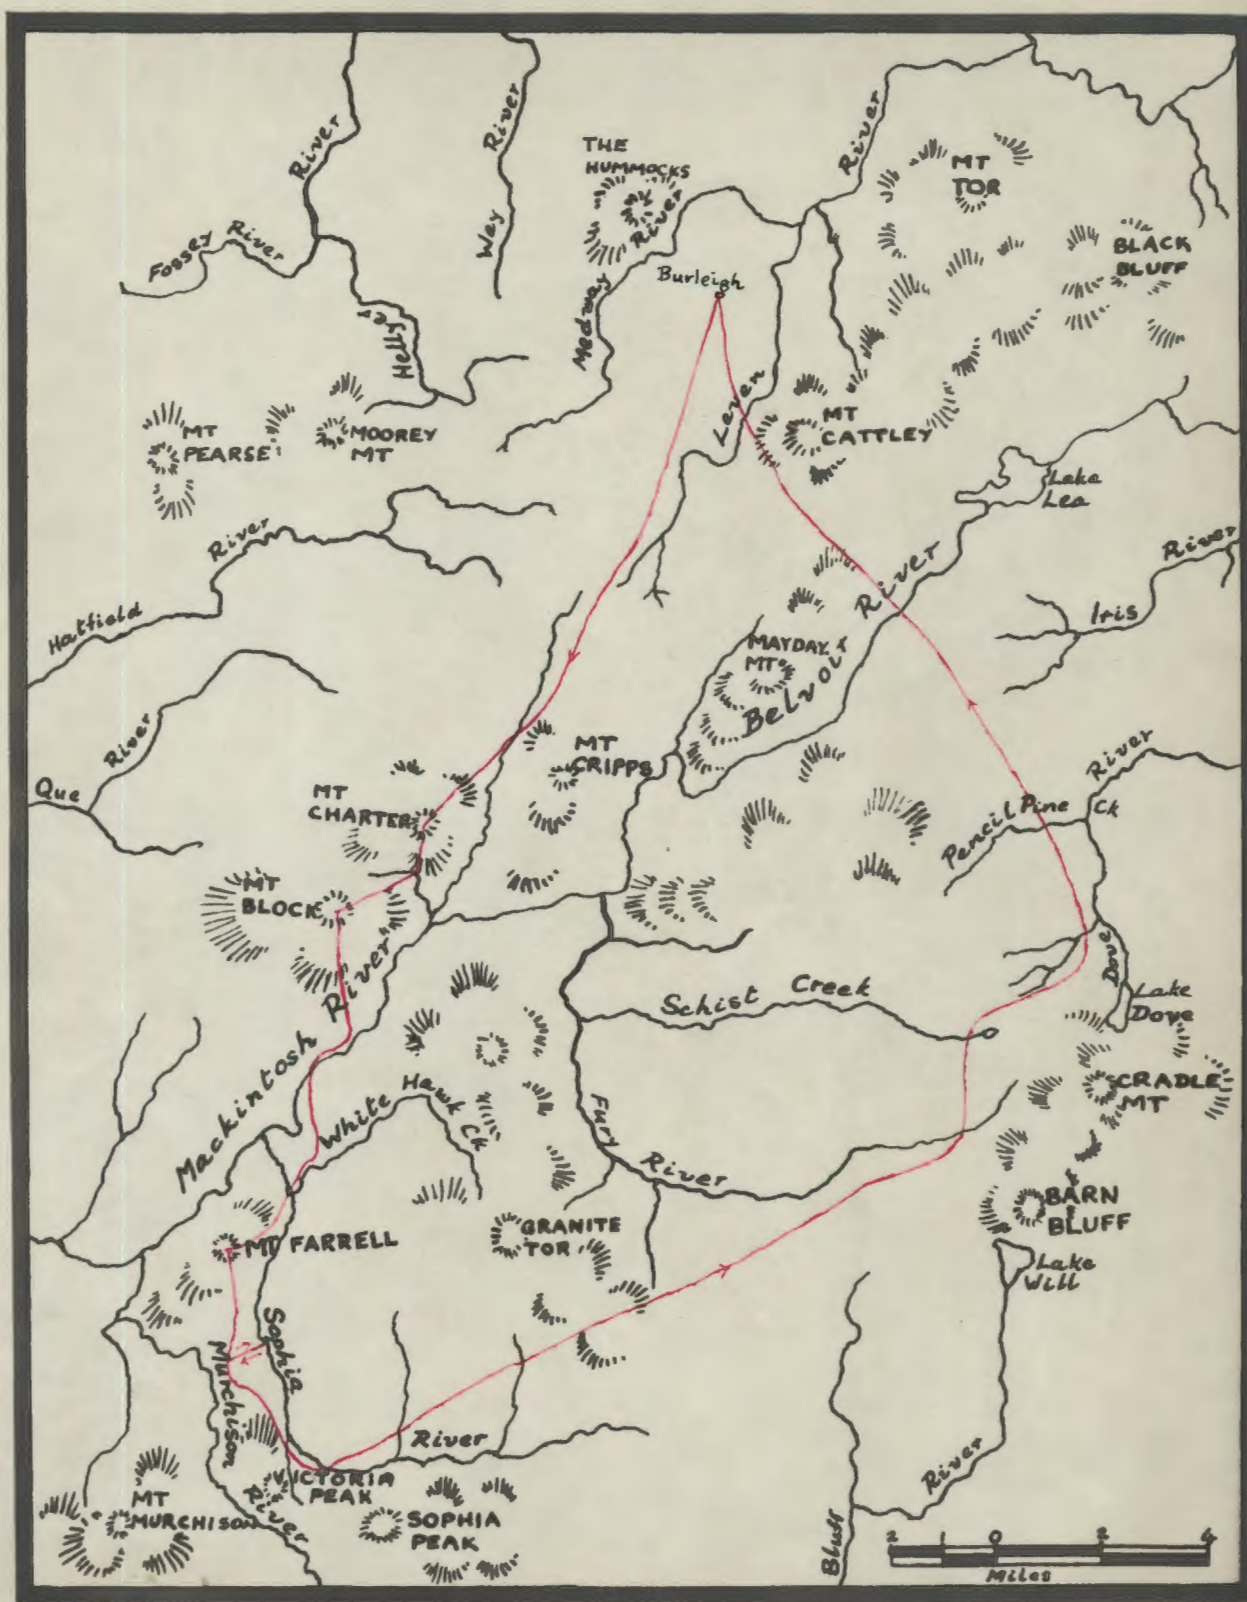 THE
HUMMOCKS
River
River
River
MT
TOR
River
Way
Fossey River
BLACK
BLUFF
Burleigh
Medway
Helly
Leven
MT
PEARSE
MOOREY
MT
MT
CATTLEY
Lake
Lea
River
Hatfield
River
River
Iris
MAYDAY
MT
Belvoir
River
Que
MT
CRIPPS
MT
CHARTER
River
Pencil Pine
Ck
MT
BLOCK
River
Mackintosh
Schist Creek
Dove
Lake
Dove
White Hawk Ck
CRADLE
MT
Fury
River
BARN
BLUFF
GRANITE
TOR
MT FARRELL
Lake
Will
Sophia
Murchison
River
River
VICTORIA
PEAK
River
MT
MURCHISON
SOPHIA
PEAK
Bluff
2 1 0 2 4
Miles